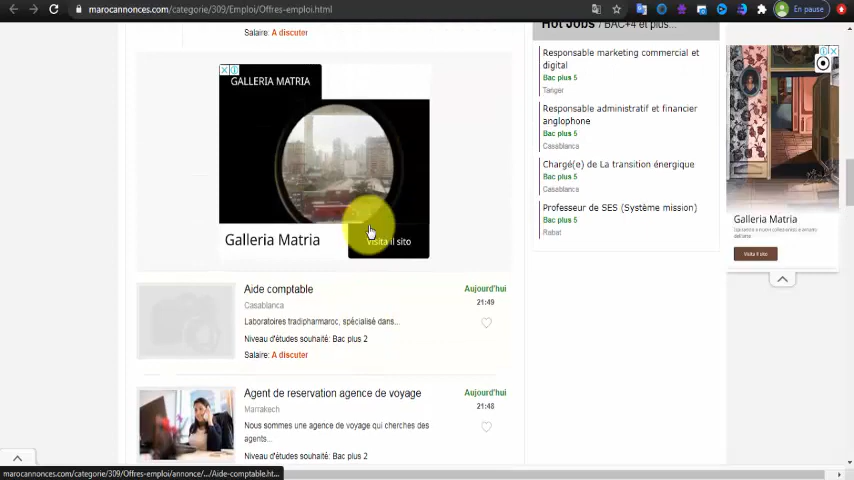 marocannonces.com/categorie/309/Emploi/Offres-emploi.html
En pause
Salaire: A discuter
GALLERIA MATRIA
Galleria Matria
Visita il sito
Aide comptable
Casablanca
Laboratoires tradipharmaroc, spécialisé dans...
Niveau d'études souhaité: Bac plus 2
Salaire: A discuter
Aujourd'hui
21:49
Agent de reservation agence de voyage
Marrakech
Nous sommes une agence de voyage qui cherches des
agents...
Niveau d'études souhaité: Bac plus 2
Aujourd'hui
21:48
Hot Jobs / BAC+4 et plus...
Responsable marketing commercial et
digital
Bac plus 5
Tanger
Responsable administratif et financier
anglophone
Bac plus 5
Casablanca
Chargé(e) de La transition énergique
Bac plus 5
Casablanca
Professeur de SES (Système mission)
Bac plus 5
Rabat
Galleria Matria
Visita il sito
marocannonces.com/categorie/309/Offres-emploi/annonce/.../Aide-comptable.ht...